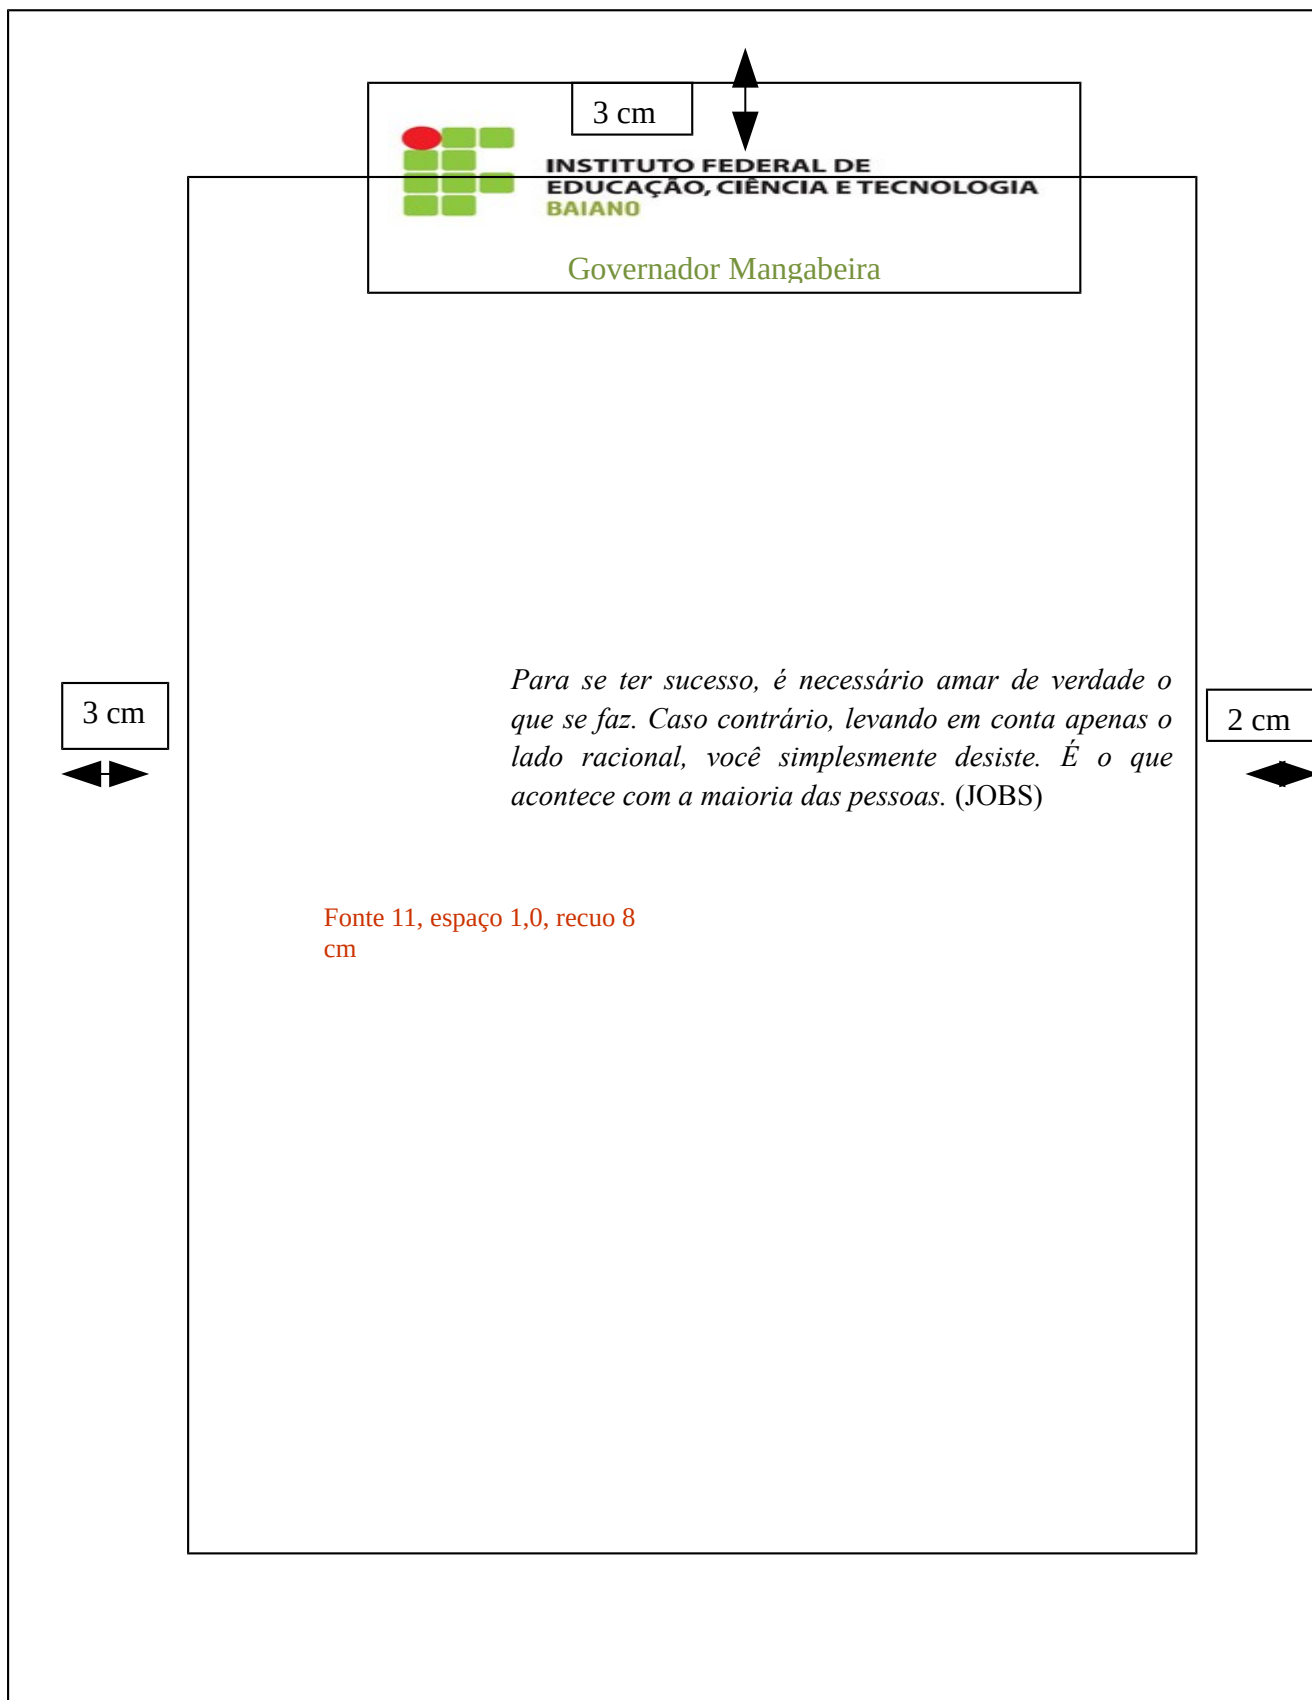 3 cm
INSTITUTO FEDERAL DE
EDUCAÇÃO, CIÊNCIA E TECNOLOGIA
BAIANO
Governador Mangabeira
Para se ter sucesso, é necessário amar de verdade o
que se faz. Caso contrário, levando em conta apenas o
lado racional, você simplesmente desiste. É o que
acontece com a maioria das pessoas. (JOBS)
3 cm
2 cm
Fonte 11, espaço 1,0, recuo 8
cm